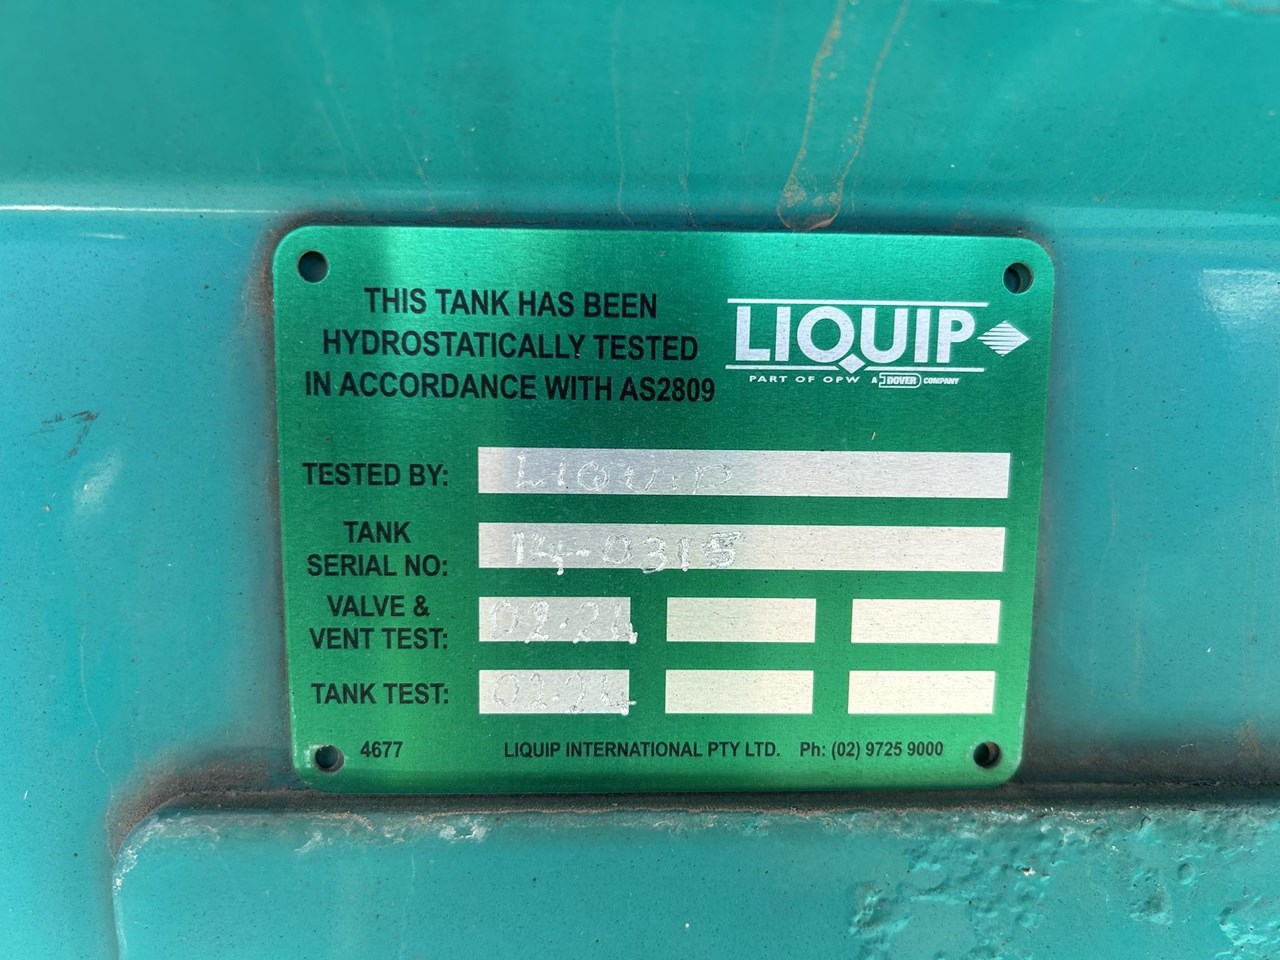 THIS TANK HAS BEEN
HYDROSTATICALLY TESTED
IN ACCORDANCE WITH AS2809
LIQUIP
PART OF OPW A DOVER COMPANY
TESTED BY: LIQUIP
TANK SERIAL NO: 14-0315
VALVE & VENT TEST: 02.24
TANK TEST: 02.24
4677 LIQUIP INTERNATIONAL PTY LTD. Ph: (02) 9725 9000